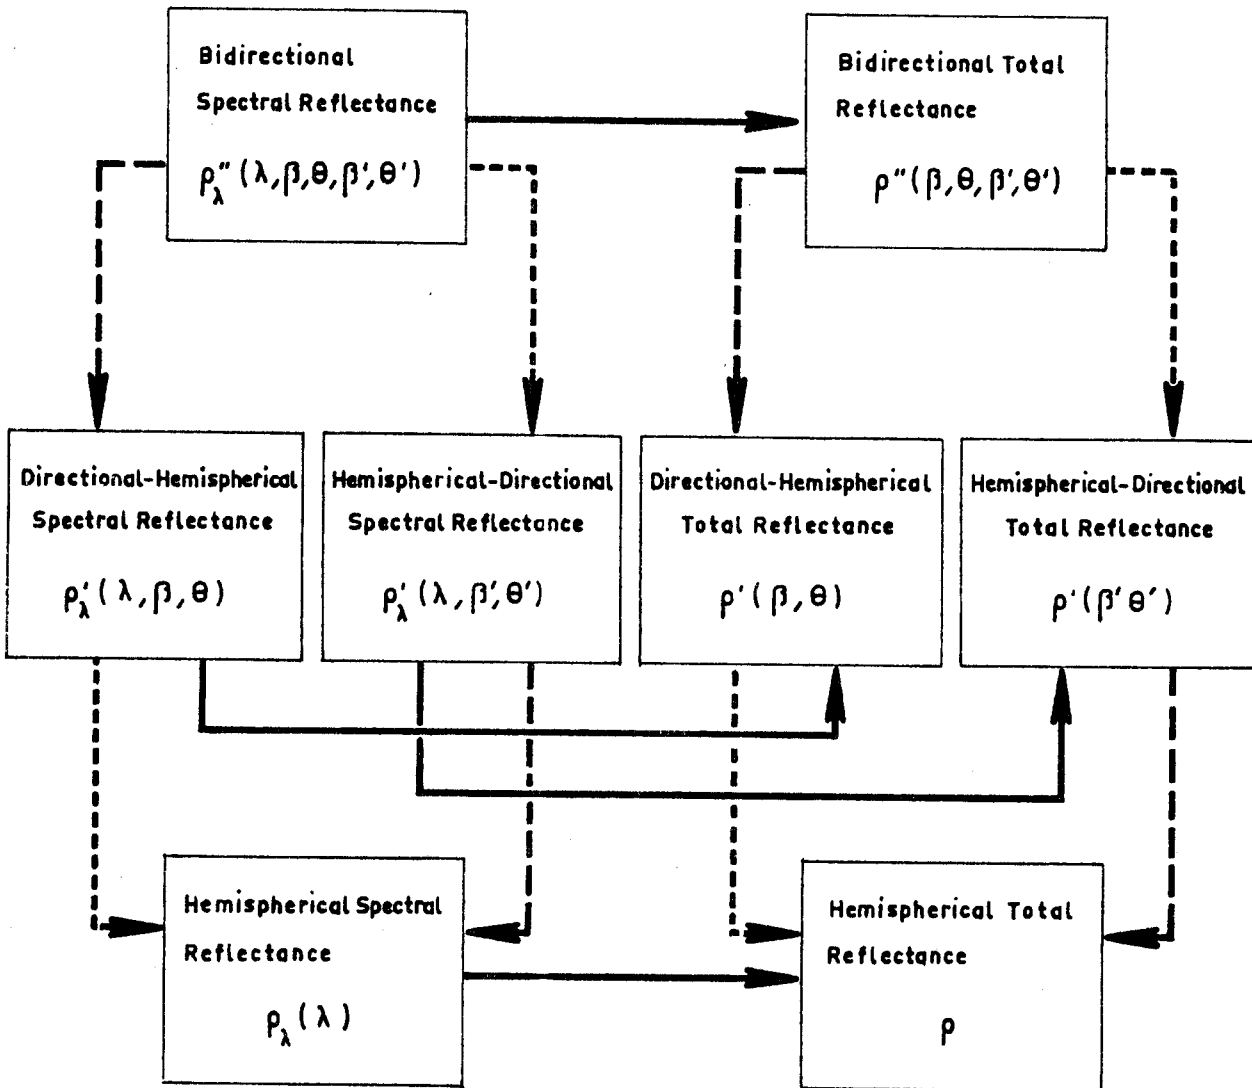 Bidirectional
Spectral Reflectance
ρ″λ(λ,β,θ,β′,θ′)
Bidirectional Total
Reflectance
ρ″(β,θ,β′,θ′)
Directional-Hemispherical
Spectral Reflectance
ρ′λ(λ,β,θ)
Hemispherical-Directional
Spectral Reflectance
ρ′λ(λ,β′,θ′)
Directional-Hemispherical
Total Reflectance
ρ′(β,θ)
Hemispherical-Directional
Total Reflectance
ρ′(β′θ′)
Hemispherical Spectral
Reflectance
ρλ(λ)
Hemispherical Total
Reflectance
ρ